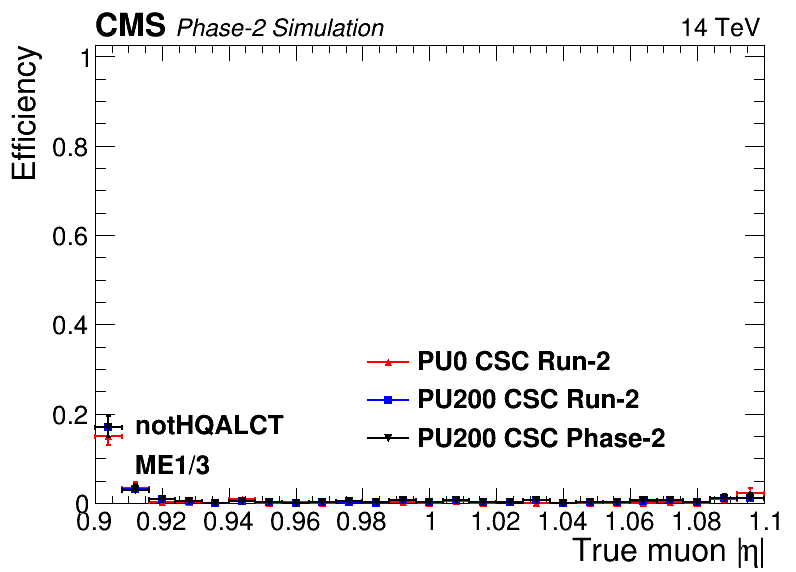 CMS Phase-2 Simulation 14 TeV
Efficiency
1
0.8
0.6
0.4
0.2
0
PU0 CSC Run-2
PU200 CSC Run-2
PU200 CSC Phase-2
notHQALCT
ME1/3
0.9 0.92 0.94 0.96 0.98 1 1.02 1.04 1.06 1.08 1.1
True muon |η|